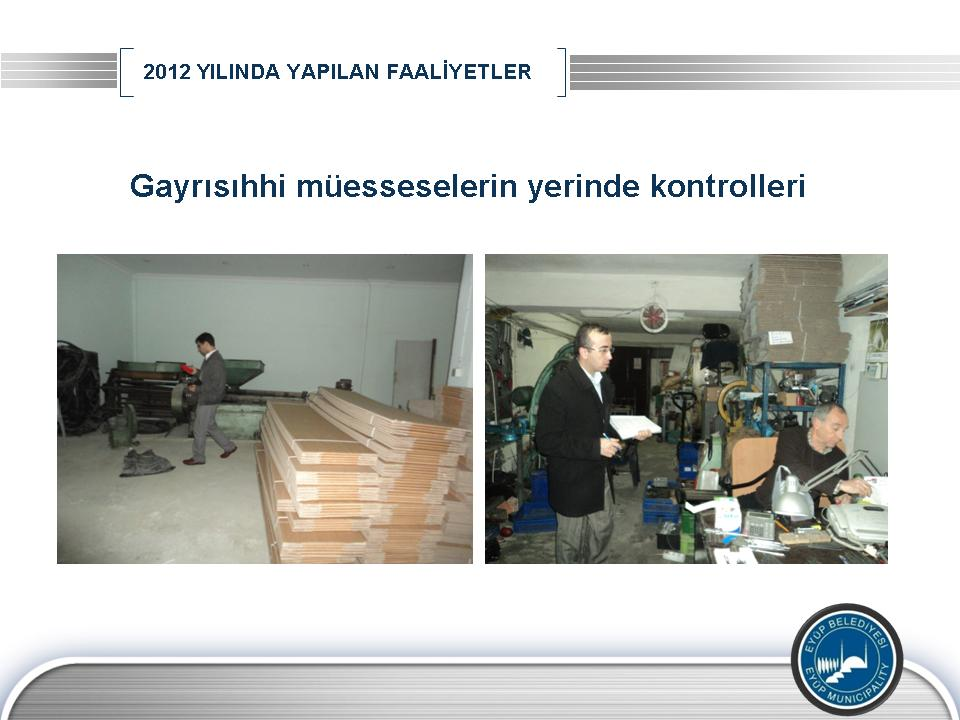 2012 YILINDA YAPILAN FAALİYETLER
Gayrısıhhi müesseselerin yerinde kontrolleri
EYÜP BELEDİYESİ
EYÜP MUNICIPALITY